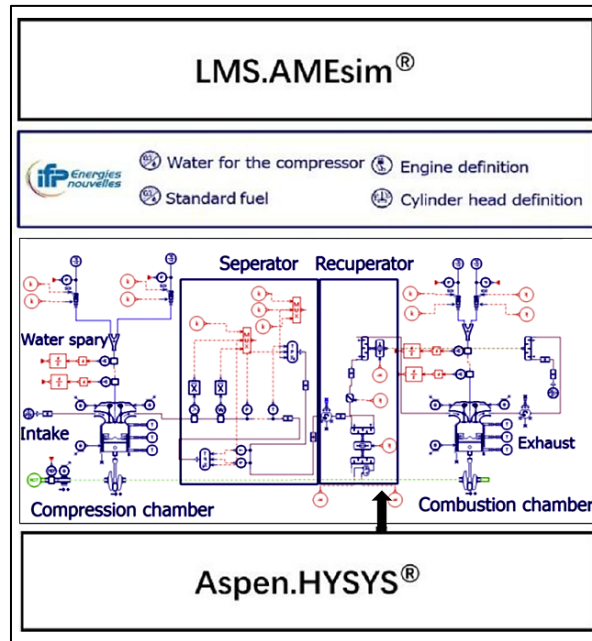 LMS.AMEsim®
ifp Energies nouvelles
Water for the compressor
Engine definition
Standard fuel
Cylinder head definition
Seperator
Recuperator
Water spary
Intake
Exhaust
Compression chamber
Combustion chamber
Aspen.HYSYS®